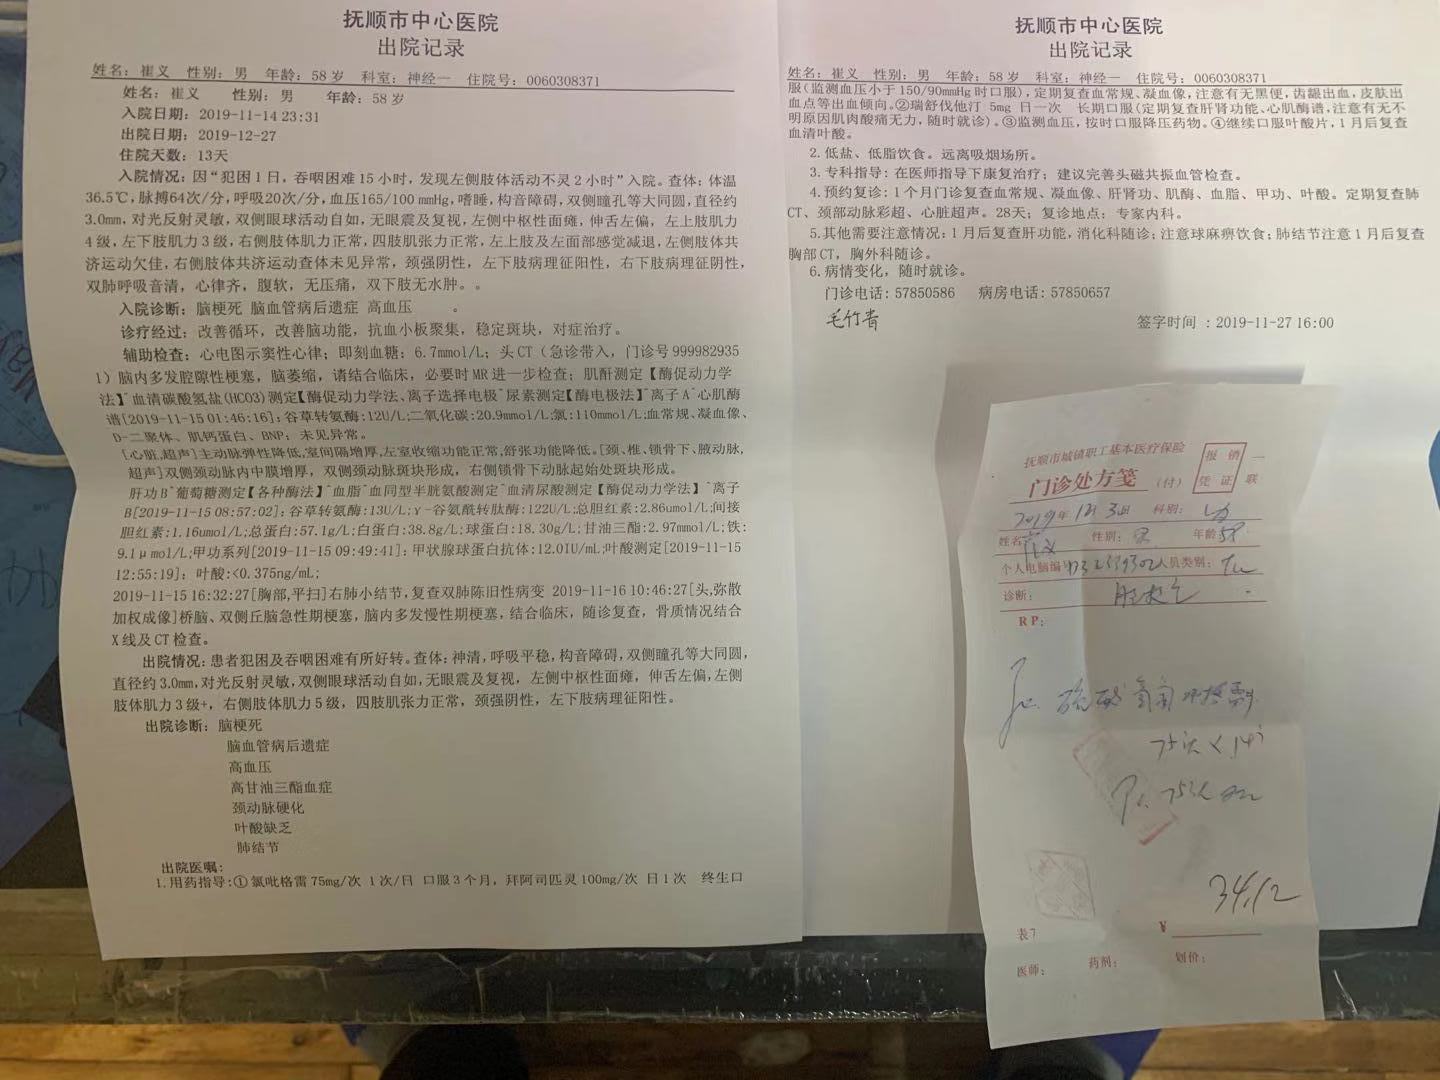 抚顺市中心医院
出院记录
姓名：崔义 性别：男 年龄：58岁 科室：神经一 住院号：0060308371
姓名：崔义 性别：男 年龄：58岁
入院日期：2019-11-14 23:31
出院日期：2019-12-27
住院天数：13天
入院情况：因“犯困1日，吞咽困难15小时，发现左侧肢体活动不灵2小时”入院。查体：体温
36.5℃，脉搏64次/分，呼吸20次/分，血压165/100 mmHg，嗜睡，构音障碍，双侧瞳孔等大同圆，直径约
3.0mm，对光反射灵敏，双侧眼球活动自如，无眼震及复视，左侧中枢性面瘫，伸舌左偏，左上肢肌力
4级，左下肢肌力3级，右侧肢体肌力正常，四肢肌张力正常，左上肢及左面部感觉减退，左侧肢体共
济运动欠佳，右侧肢体共济运动查体未见异常，颈强阴性，左下肢病理征阳性，右下肢病理征阴性，
双肺呼吸音清，心律齐，腹软，无压痛，双下肢无水肿。。
入院诊断：脑梗死 脑血管病后遗症 高血压 。
诊疗经过：改善循环，改善脑功能，抗血小板聚集，稳定斑块，对症治疗。
辅助检查：心电图示窦性心律；即刻血糖：6.7mmol/L；头CT（急诊带入，门诊号999982935
1）脑内多发腔隙性梗塞，脑萎缩，请结合临床，必要时MR进一步检查；肌酐测定【酶促动力学
法】^血清碳酸氢盐(HCO3)测定【酶促动力学法、离子选择电极^尿素测定【酶电极法】^离子A^心肌酶
谱[2019-11-15 01:46:16]：谷草转氨酶:12U/L;二氧化碳:20.9mmol/L;氯:110mmol/L;血常规、凝血像、
D-二聚体、肌钙蛋白、BNP：未见异常。
[心脏,超声]主动脉弹性降低,室间隔增厚,左室收缩功能正常,舒张功能降低。[颈、椎、锁骨下、腋动脉,
超声]双侧颈动脉内中膜增厚，双侧颈动脉斑块形成，右侧锁骨下动脉起始处斑块形成。
肝功B^葡萄糖测定【各种酶法】^血脂^血同型半胱氨酸测定^血清尿酸测定【酶促动力学法】^离子
B[2019-11-15 08:57:02]：谷草转氨酶:13U/L;γ-谷氨酰转肽酶:122U/L;总胆红素:2.86umol/L;间接
胆红素:1.16umol/L;总蛋白:57.1g/L;白蛋白:38.8g/L;球蛋白:18.30g/L;甘油三酯:2.97mmol/L;铁:
9.1μmol/L;甲功系列[2019-11-15 09:49:41]：甲状腺球蛋白抗体:12.0IU/mL;叶酸测定[2019-11-15
12:55:19]：叶酸:<0.375ng/mL;
2019-11-15 16:32:27[胸部,平扫]右肺小结节，复查双肺陈旧性病变 2019-11-16 10:46:27[头,弥散
加权成像]桥脑、双侧丘脑急性期梗塞，脑内多发慢性期梗塞，结合临床，随诊复查，骨质情况结合
X线及CT检查。
出院情况：患者犯困及吞咽困难有所好转。查体：神清，呼吸平稳，构音障碍，双侧瞳孔等大同圆，
直径约3.0mm，对光反射灵敏，双侧眼球活动自如，无眼震及复视，左侧中枢性面瘫，伸舌左偏，左侧
肢体肌力3级+，右侧肢体肌力5级，四肢肌张力正常，颈强阴性，左下肢病理征阳性。
出院诊断：脑梗死
脑血管病后遗症
高血压
高甘油三酯血症
颈动脉硬化
叶酸缺乏
肺结节
出院医嘱：
1.用药指导：①氯吡格雷75mg/次 1次/日 口服3个月，拜阿司匹灵100mg/次 日1次 终生口
抚顺市中心医院
出院记录
姓名：崔义 性别：男 年龄：58岁 科室：神经一 住院号：0060308371
服（监测血压小于150/90mmHg时口服），定期复查血常规、凝血像，注意有无黑便，齿龈出血，皮肤出
血点等出血倾向。②瑞舒伐他汀 5mg 日一次 长期口服（定期复查肝肾功能、心肌酶谱，注意有无不
明原因肌肉酸痛无力，随时就诊）。③监测血压，按时口服降压药物。④继续口服叶酸片，1月后复查
血清叶酸。
2.低盐、低脂饮食。远离吸烟场所。
3.专科指导：在医师指导下康复治疗；建议完善头磁共振血管检查。
4.预约复诊：1个月门诊复查血常规、凝血像、肝肾功、肌酶、血脂、甲功、叶酸。定期复查肺
CT、颈部动脉彩超、心脏超声。28天；复诊地点：专家内科。
5.其他需要注意情况：1月后复查肝功能，消化科随诊；注意球麻痹饮食；肺结节注意1月后复查
胸部CT，胸外科随诊。
6.病情变化，随时就诊。
门诊电话：57850586 病房电话：57850657
毛竹青
签字时间 ：2019-11-27 16:00
抚顺市城镇职工基本医疗保险
门诊处方笺（付）
报销
凭证
一
联
2019年12月3日 科别：
姓名：崔义 性别：男 年龄58
个人电脑编号 人员类别：
诊断：
RP：
硫酸氢氯吡格雷
75
34.12
表7 ¥
医师： 药剂： 划价：